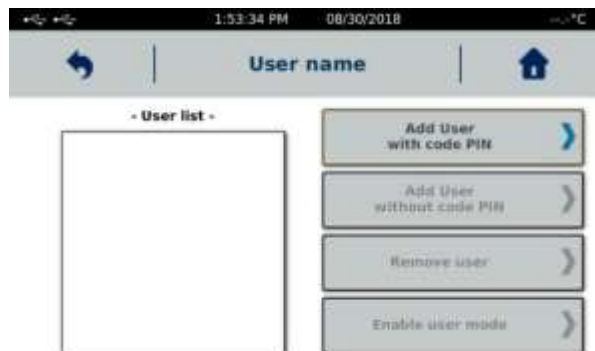 1:53:34 PM 08/30/2018 --.-°C
User name
- User list -
Add User
with code PIN
Add User
without code PIN
Remove user
Enable user mode